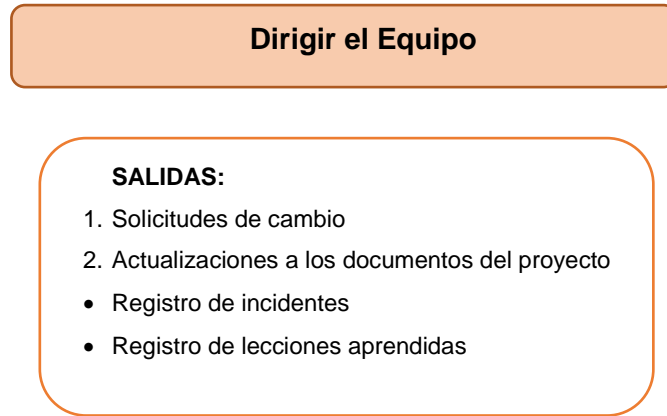 Dirigir el Equipo
SALIDAS:
1. Solicitudes de cambio
2. Actualizaciones a los documentos del proyecto
• Registro de incidentes
• Registro de lecciones aprendidas